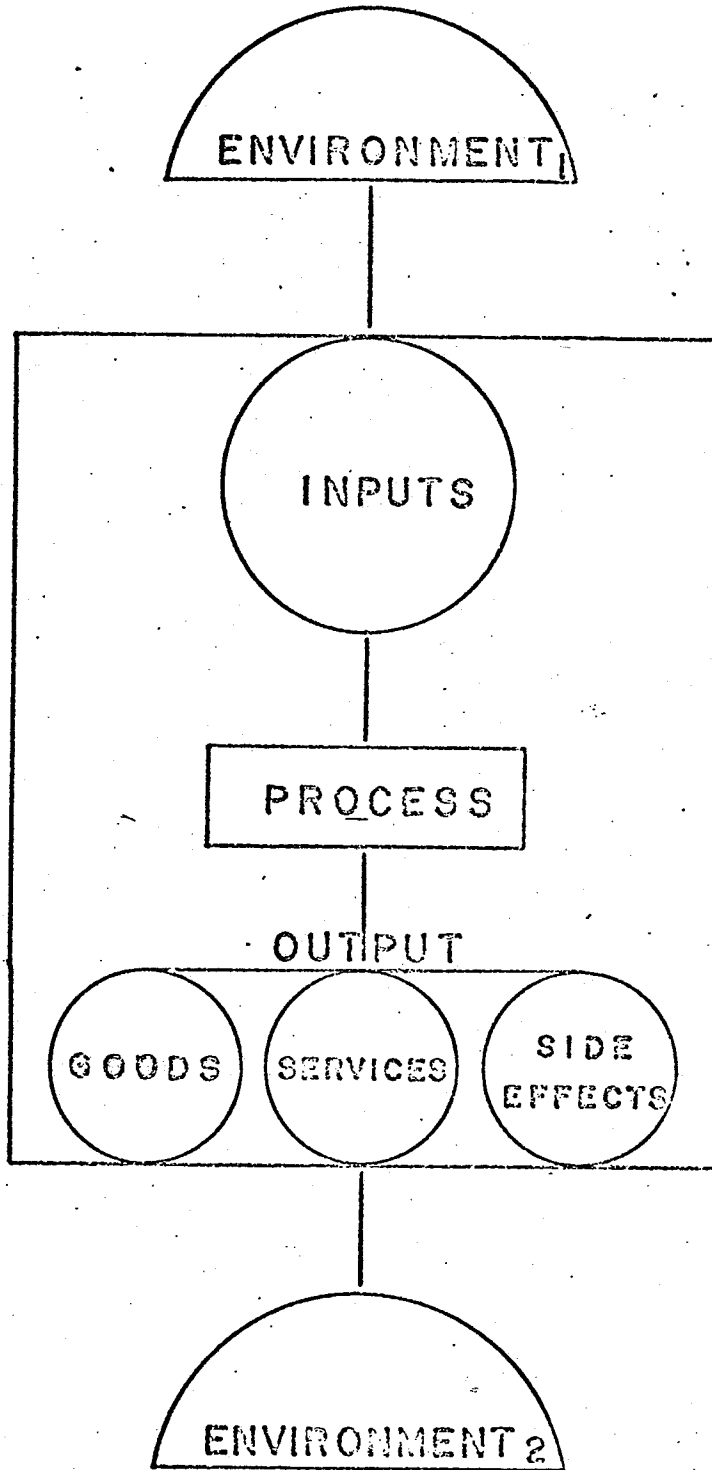 ENVIRONMENT1
INPUTS
PROCESS
OUTPUT
GOODS
SERVICES
SIDE
EFFECTS
ENVIRONMENT2